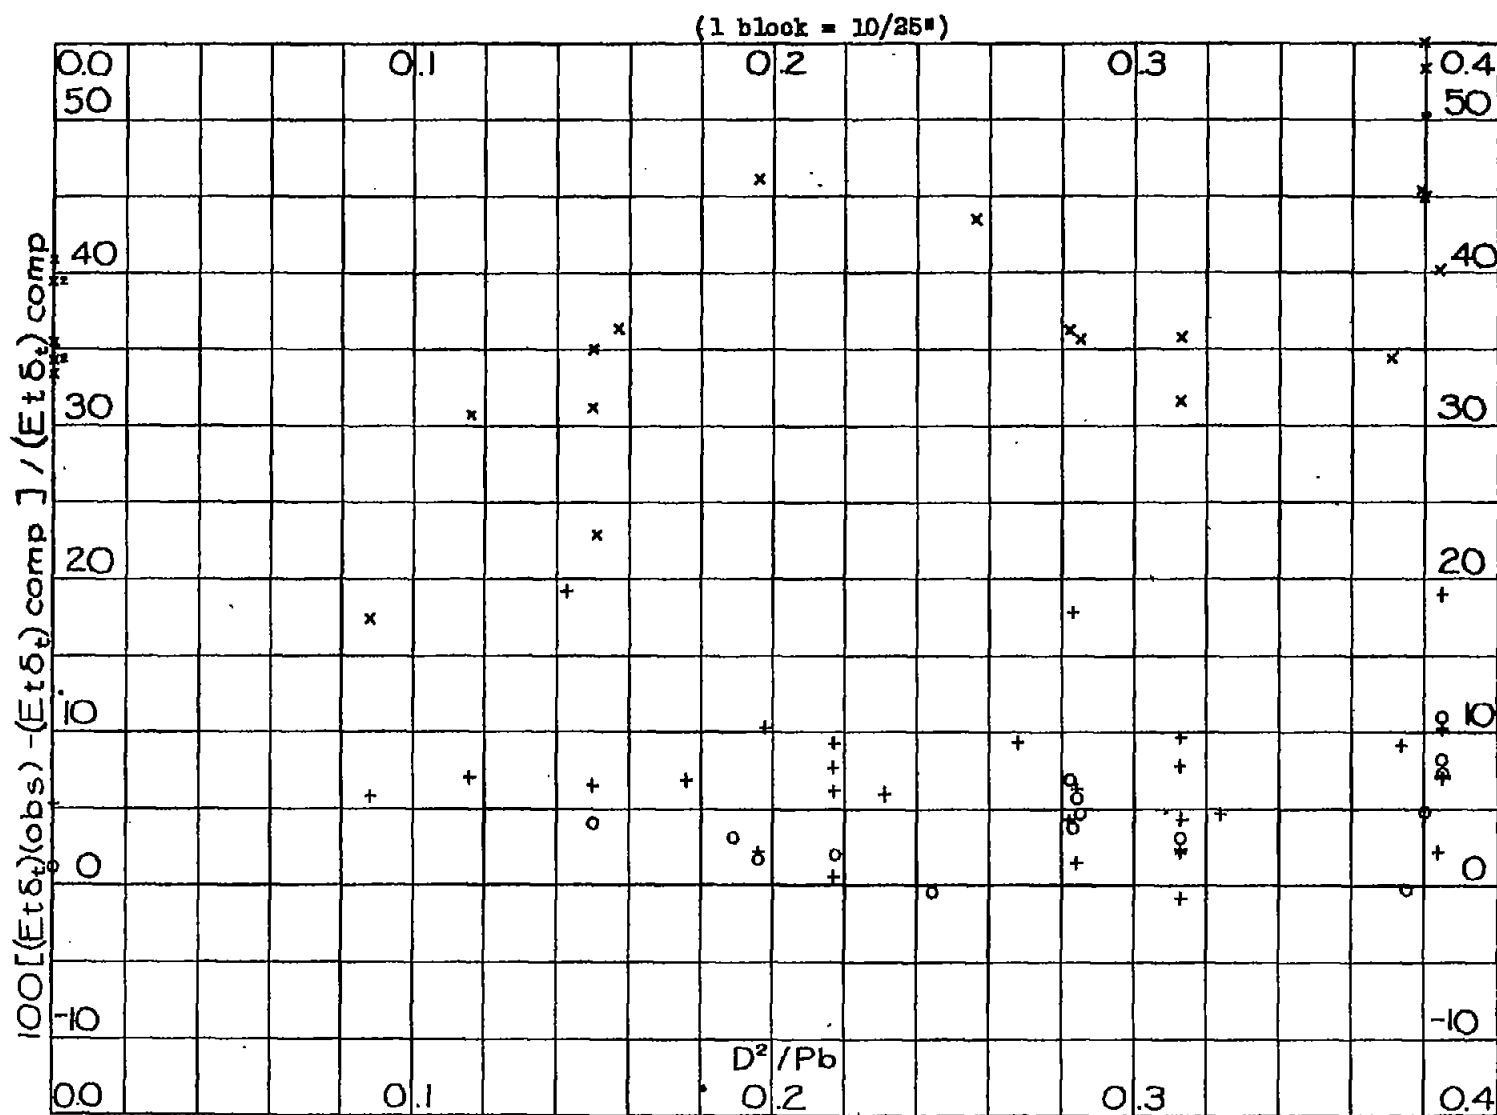 (1 block = 10/25")
0.0 0.1 0.2 0.3 0.4
50 50
40 40
30 30
20 20
10 10
0 0
-10 -10
100[(Etδt)(obs) -(Etδt) comp ] / (Etδt) comp
D²/Pb
0.0 0.1 0.2 0.3 0.4